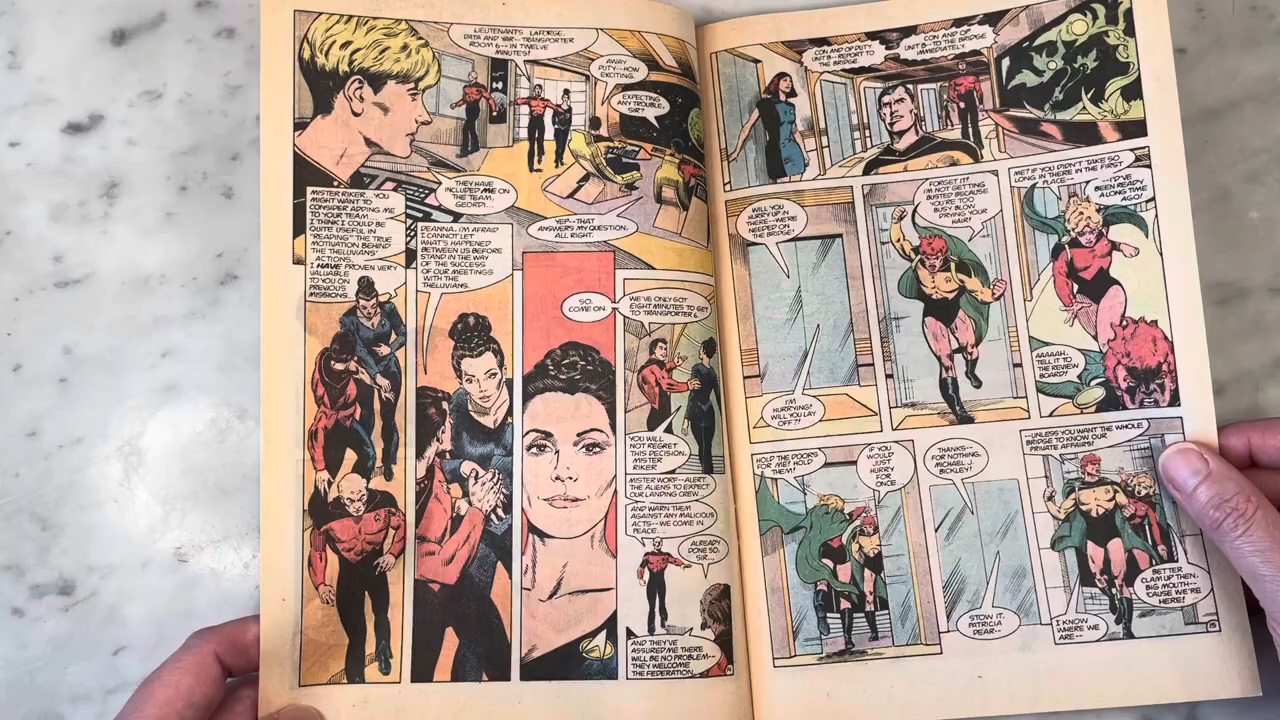 LIEUTENANTS LAFORGE,
DATA AND YAR--TRANSPORTER
ROOM 6--IN TWELVE
MINUTES!
AWAY
DUTY--HOW
EXCITING.
EXPECTING
ANY TROUBLE,
SIR?
THEY HAVE
INCLUDED ME ON
THE TEAM,
GEORDI...
YEP--THAT
ANSWERS MY QUESTION,
ALL RIGHT.
MISTER RIKER, YOU
MIGHT WANT TO
CONSIDER ADDING ME
TO YOUR TEAM.
I THINK I COULD BE
QUITE USEFUL IN
"READING" THE TRUE
MOTIVATION BEHIND
THE THELUVIANS'
ACTIONS.
I HAVE PROVEN VERY
VALUABLE
TO YOU ON
PREVIOUS
MISSIONS...
DEANNA, I'M AFRAID
I CANNOT LET
WHAT'S HAPPENED
BETWEEN US BEFORE
STAND IN THE WAY
OF THE SUCCESS
OF OUR MEETINGS
WITH THE
THELUVIANS.
SO,
COME ON.
WE'VE ONLY GOT
EIGHT MINUTES TO GET
TO TRANSPORTER 6.
YOU WILL
NOT REGRET
THIS DECISION,
MISTER
RIKER
MISTER WORF--ALERT
THE ALIENS TO EXPECT
OUR LANDING CREW...
AND WARN THEM
AGAINST ANY MALICIOUS
ACTS--WE COME IN
PEACE...
ALREADY
DONE SO,
SIR...
AND THEY'VE
ASSURED ME THERE
WILL BE NO PROBLEM--
THEY WELCOME
THE FEDERATION.
CON AND OP DUTY
UNIT B--REPORT TO
THE BRIDGE.
CON AND OP
UNIT B--TO THE BRIDGE
IMMEDIATELY.
WILL YOU
HURRY UP IN
THERE--WE'RE
NEEDED ON
THE BRIDGE!
I'M
HURRYING!
WILL YOU LAY
OFF?!
FORGET IT!
I'M NOT GETTING
BUSTED BECAUSE
YOU'RE TOO
BUSY BLOW
DRYING YOUR
HAIR!
ME? IF YOU DIDN'T TAKE SO
LONG IN THERE IN THE FIRST
PLACE--
--I'D'VE
BEEN READY
A LONG TIME
AGO!
AAAAAH,
TELL IT TO
THE REVIEW
BOARD!
HOLD THE DOORS
FOR ME! HOLD
THEM!
IF YOU
WOULD
JUST
HURRY
FOR
ONCE...
THANKS--
FOR NOTHING,
MICHAEL J.
BICKLEY!
STOW IT,
PATRICIA
DEAR--
--UNLESS YOU WANT THE WHOLE
BRIDGE TO KNOW OUR
PRIVATE AFFAIRS!
I KNOW
WHERE WE
ARE--
BETTER
CLAM UP THEN,
BIG MOUTH--
'CAUSE WE'RE
HERE!
15